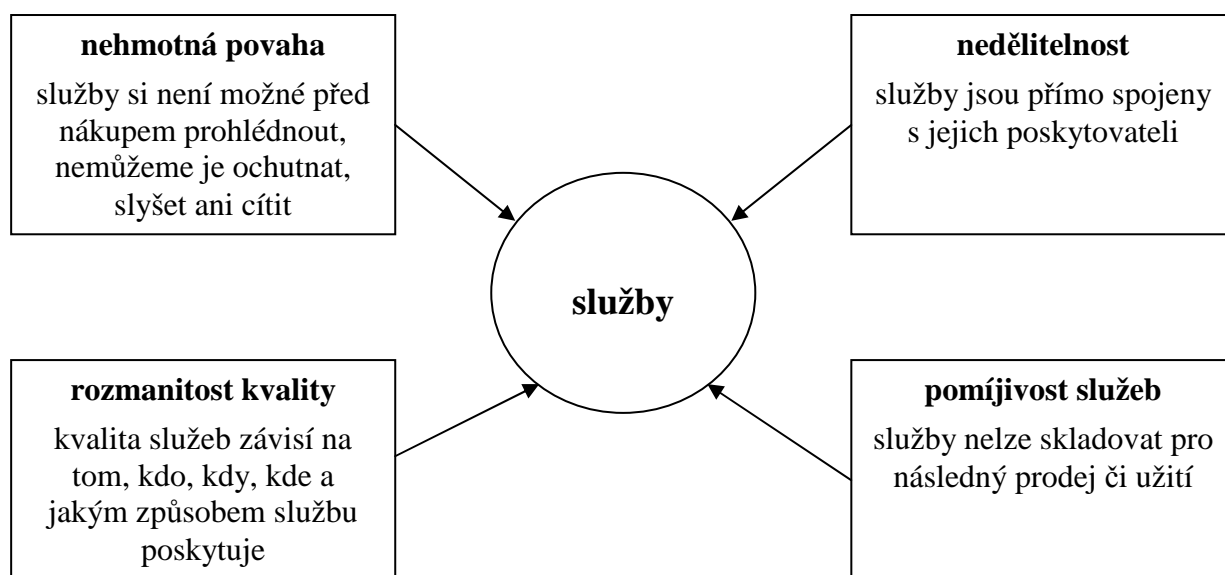 nehmotná povaha
služby si není možné před
nákupem prohlédnout,
nemůžeme je ochutnat,
slyšet ani cítit
nedělitelnost
služby jsou přímo spojeny
s jejich poskytovateli
služby
rozmanitost kvality
kvalita služeb závisí na
tom, kdo, kdy, kde a
jakým způsobem službu
poskytuje
pomíjivost služeb
služby nelze skladovat pro
následný prodej či užití